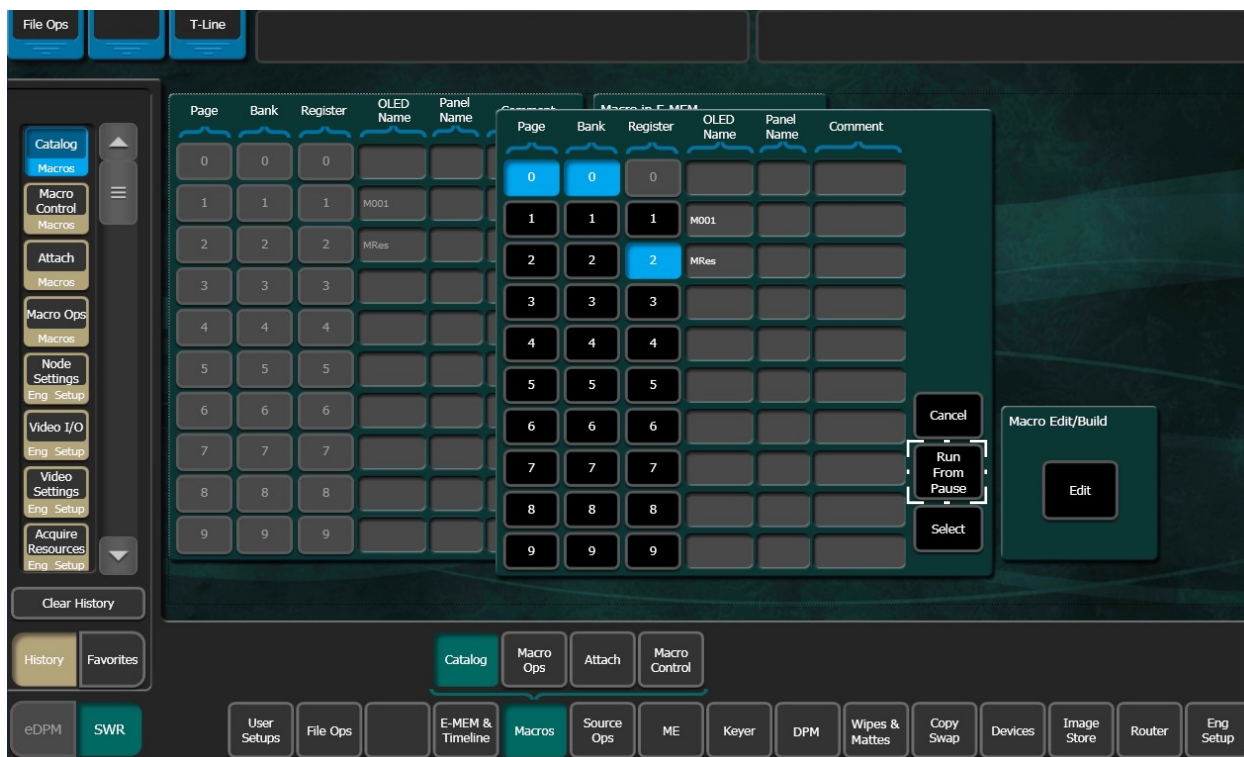 File Ops
T-Line
Catalog
Macros
Macro
Control
Macros
Attach
Macros
Macro Ops
Macros
Node
Settings
Eng Setup
Video I/O
Eng Setup
Video
Settings
Eng Setup
Acquire
Resources
Eng Setup
Clear History
History Favorites
eDPM SWR
Page Bank Register OLED Name Panel Name
0 0 0
1 1 1 M001
2 2 2 MRes
3 3 3
4 4 4
5 5 5
6 6 6
7 7 7
8 8 8
9 9 9
Page Bank Register OLED Name Panel Name Comment
0 0 0
1 1 1 M001
2 2 2 MRes
3 3 3
4 4 4
5 5 5
6 6 6
7 7 7
8 8 8
9 9 9
Cancel
Run
From
Pause
Select
Macro Edit/Build
Edit
Catalog Macro Ops Attach Macro Control
User Setups File Ops E-MEM & Timeline Macros Source Ops ME Keyer DPM Wipes & Mattes Copy Swap Devices Image Store Router Eng Setup